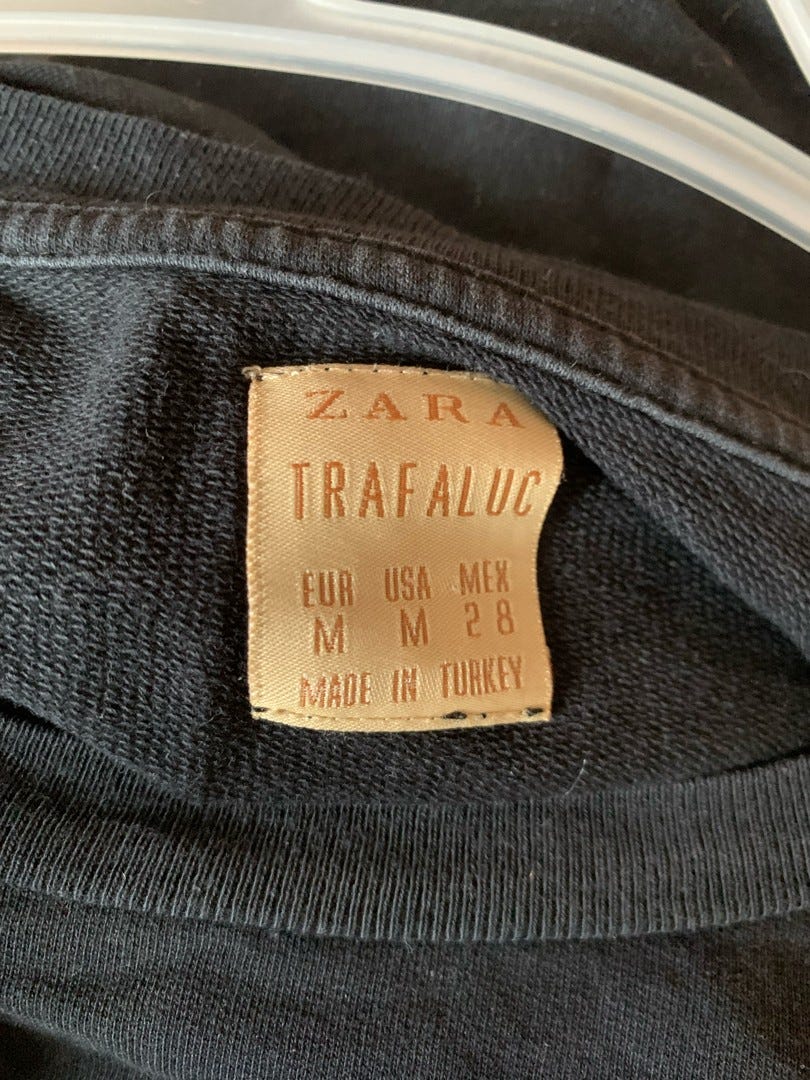 ZARA
TRAFALUC
EUR USA MEX
M M 28
MADE IN TURKEY